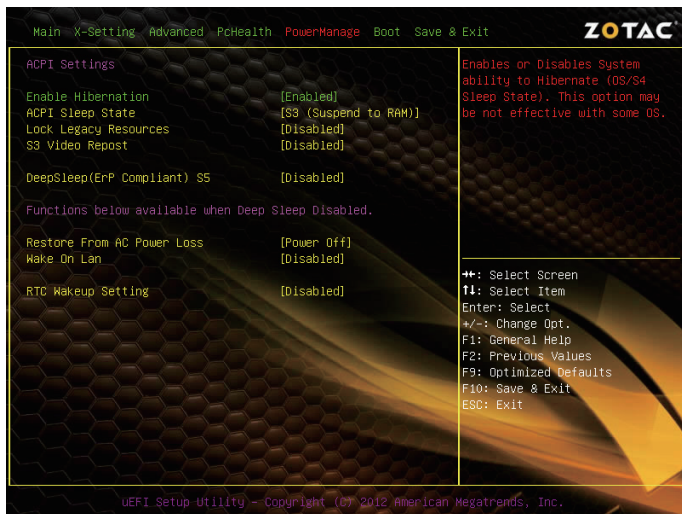 Main X-Setting Advanced PcHealth PowerManage Boot Save & Exit
ZOTAC
ACPI Settings
Enable Hibernation [Enabled]
ACPI Sleep State [S3 (Suspend to RAM)]
Lock Legacy Resources [Disabled]
S3 Video Repost [Disabled]
DeepSleep(ErP Compliant) S5 [Disabled]
Functions below available when Deep Sleep Disabled.
Restore From AC Power Loss [Power Off]
Wake On Lan [Disabled]
RTC Wakeup Setting [Disabled]
Enables or Disables System
ability to Hibernate (OS/S4
Sleep State). This option may
be not effective with some OS.
→←: Select Screen
↑↓: Select Item
Enter: Select
+/-: Change Opt.
F1: General Help
F2: Previous Values
F9: Optimized Defaults
F10: Save & Exit
ESC: Exit
uEFI Setup Utility - Copyright (C) 2012 American Megatrends, Inc.